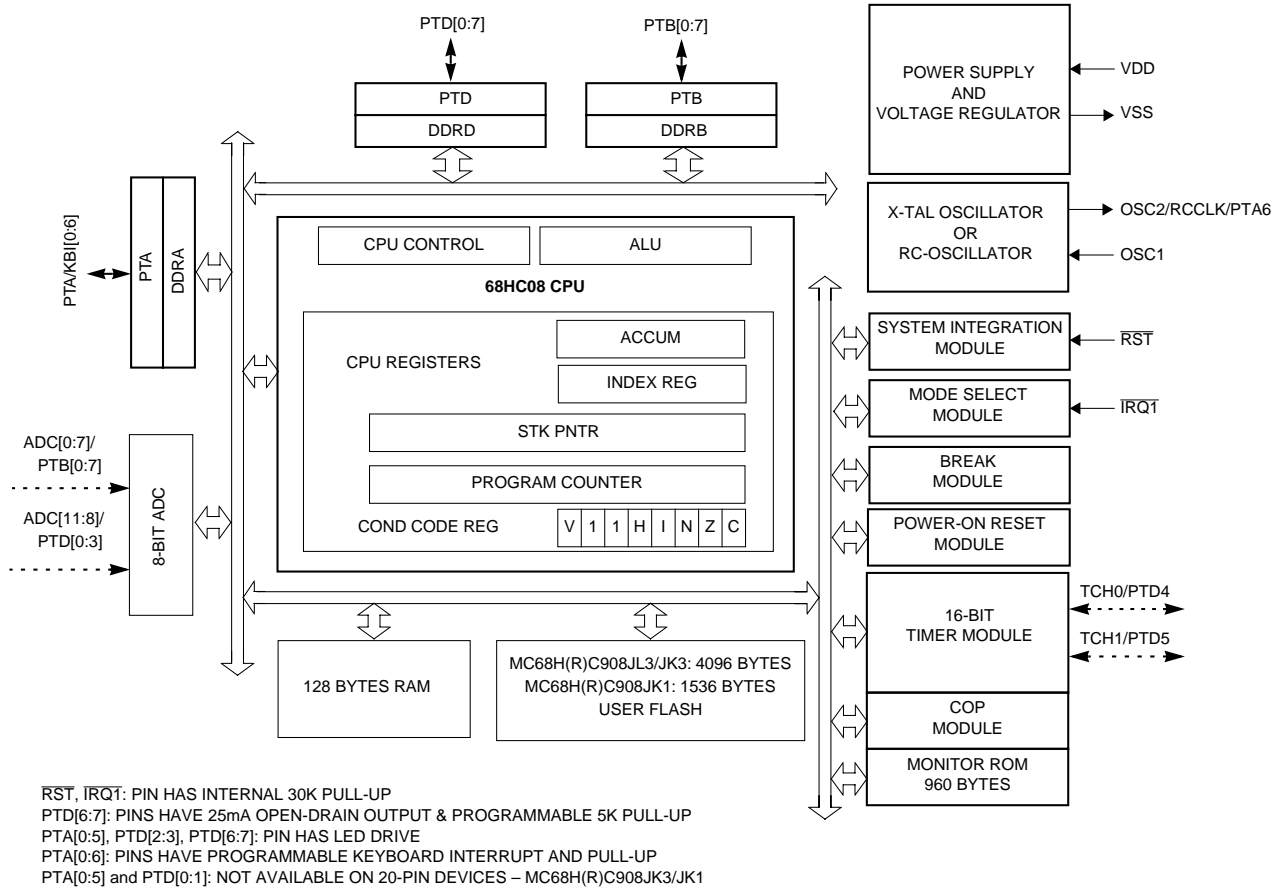 PTD[0:7]
PTD
DDRD
PTB[0:7]
PTB
DDRB
POWER SUPPLY
AND
VOLTAGE REGULATOR
VDD
VSS
X-TAL OSCILLATOR
OR
RC-OSCILLATOR
OSC2/RCCLK/PTA6
OSC1
PTA/KBI[0:6]
PTA
DDRA
CPU CONTROL
ALU
68HC08 CPU
CPU REGISTERS
ACCUM
INDEX REG
STK PNTR
PROGRAM COUNTER
COND CODE REG
V 1 1 H I N Z C
SYSTEM INTEGRATION
MODULE
RST
MODE SELECT
MODULE
IRQ1
BREAK
MODULE
POWER-ON RESET
MODULE
ADC[0:7]/
PTB[0:7]
ADC[11:8]/
PTD[0:3]
8-BIT ADC
16-BIT
TIMER MODULE
TCH0/PTD4
TCH1/PTD5
128 BYTES RAM
MC68H(R)C908JL3/JK3: 4096 BYTES
MC68H(R)C908JK1: 1536 BYTES
USER FLASH
COP
MODULE
MONITOR ROM
960 BYTES
RST, IRQ1: PIN HAS INTERNAL 30K PULL-UP
PTD[6:7]: PINS HAVE 25mA OPEN-DRAIN OUTPUT & PROGRAMMABLE 5K PULL-UP
PTA[0:5], PTD[2:3], PTD[6:7]: PIN HAS LED DRIVE
PTA[0:6]: PINS HAVE PROGRAMMABLE KEYBOARD INTERRUPT AND PULL-UP
PTA[0:5] and PTD[0:1]: NOT AVAILABLE ON 20-PIN DEVICES – MC68H(R)C908JK3/JK1